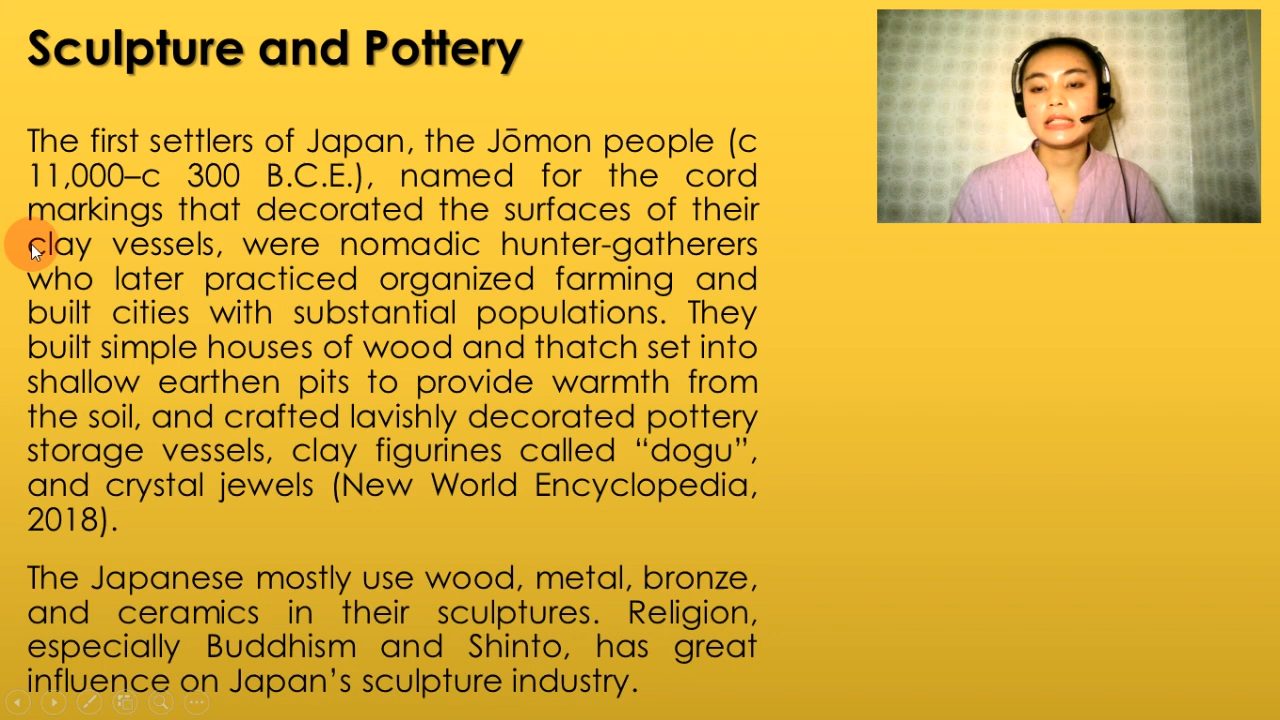 Sculpture and Pottery
The first settlers of Japan, the Jōmon people (c
11,000–c 300 B.C.E.), named for the cord
markings that decorated the surfaces of their
clay vessels, were nomadic hunter-gatherers
who later practiced organized farming and
built cities with substantial populations. They
built simple houses of wood and thatch set into
shallow earthen pits to provide warmth from
the soil, and crafted lavishly decorated pottery
storage vessels, clay figurines called “dogu”,
and crystal jewels (New World Encyclopedia,
2018).
The Japanese mostly use wood, metal, bronze,
and ceramics in their sculptures. Religion,
especially Buddhism and Shinto, has great
influence on Japan’s sculpture industry.